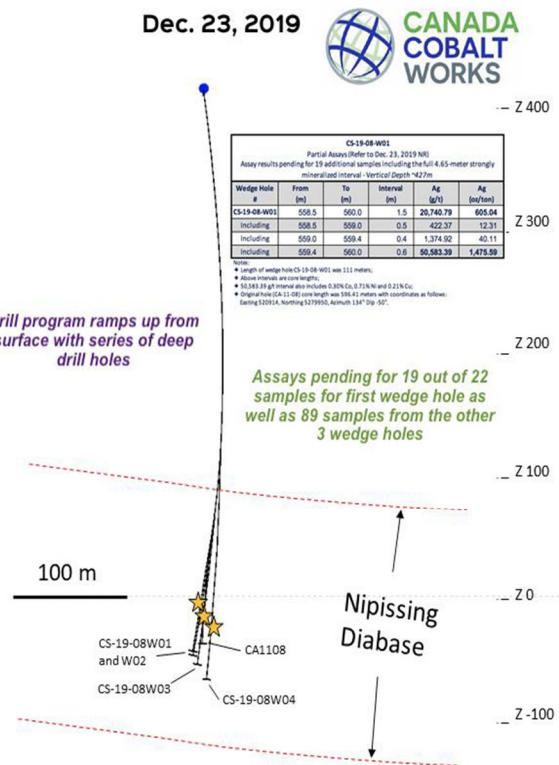 Dec. 23, 2019
CANADA
COBALT
WORKS
Z 400
CS-19-08-W01
Partial Assays (Refer to Dec. 23, 2019 NR)
Assay results pending for 19 additional samples including the full 4.65-meter strongly
mineralized interval - Vertical Depth ~427m
Wedge Hole # From (m) To (m) Interval (m) Ag (g/t) Ag (oz/ton)
CS-19-08-W01 558.5 560.0 1.5 20,740.79 605.04
Including 558.5 559.0 0.5 422.37 12.31
Including 559.0 559.4 0.4 1,374.92 40.11
Including 559.4 560.0 0.6 50,583.39 1,475.59
Notes:
Length of wedge hole CS-19-08-W01 was 111 meters;
Above intervals are core lengths;
50,583.39 g/t interval also includes 0.30% Co, 0.71% Ni and 0.21% Cu;
Original hole (CA-11-08) core length was 596.41 meters with coordinates as follows:
Easting 520914, Northing 5279950, Azimuth 134° Dip -50°.
Z 300
rill program ramps up from
surface with series of deep
drill holes
Z 200
Assays pending for 19 out of 22
samples for first wedge hole as
well as 89 samples from the other
3 wedge holes
Z 100
100 m
Z 0
Nipissing
Diabase
CS-19-08W01
and W02
CA1108
CS-19-08W03
CS-19-08W04
Z -100